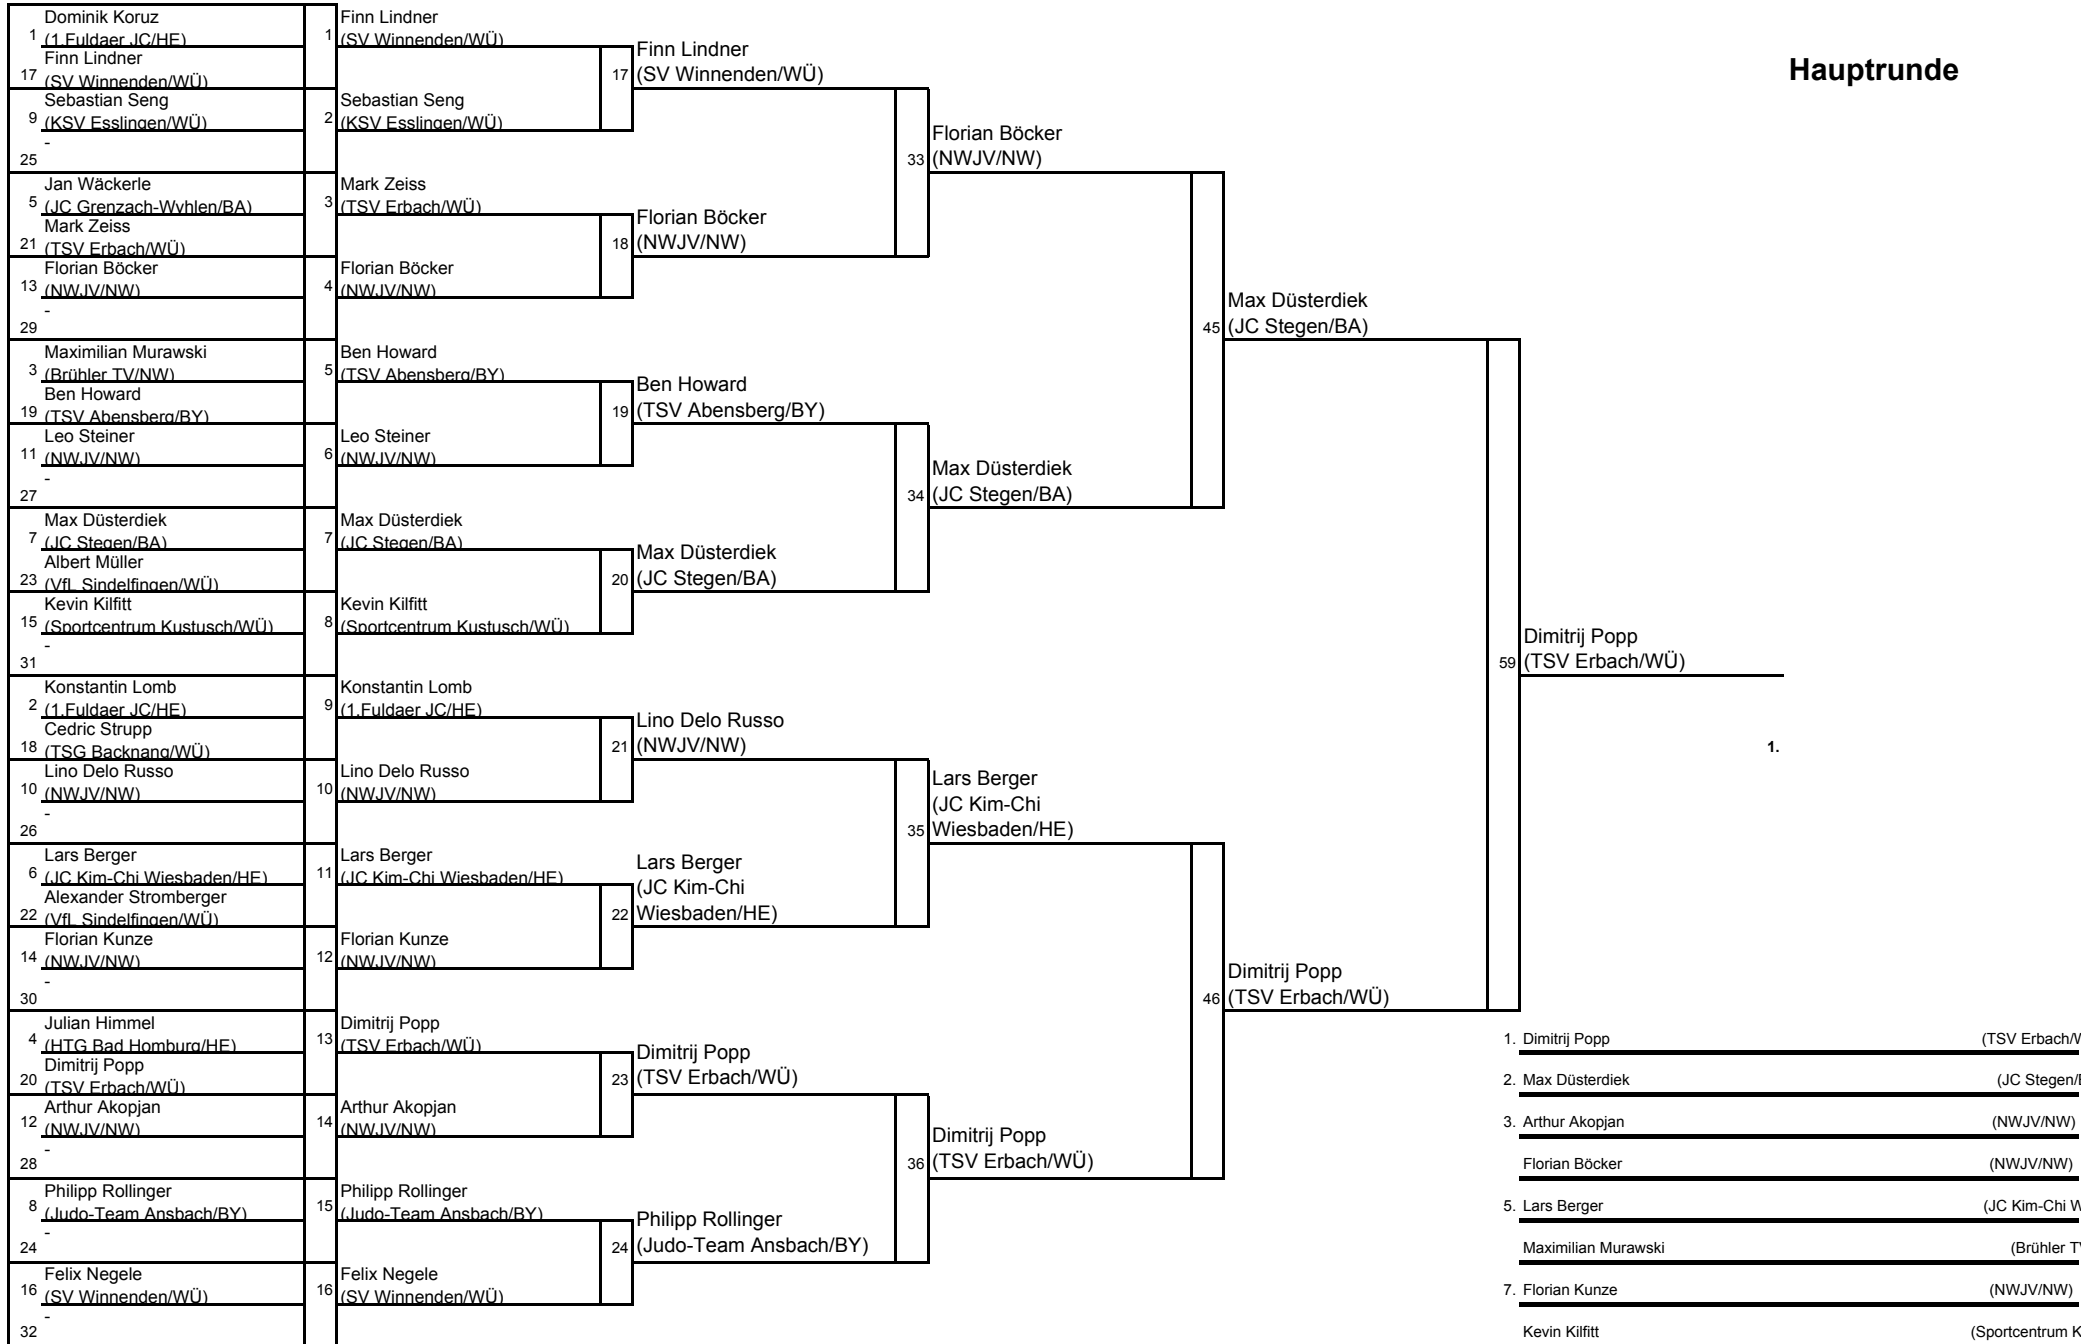 Hauptrunde
1 Dominik Koruz
(1.Fuldaer JC/HE)
17 Finn Lindner
(SV Winnenden/WÜ)
9 Sebastian Seng
(KSV Esslingen/WÜ)
25 -
5 Jan Wäckerle
(JC Grenzach-Wyhlen/BA)
21 Mark Zeiss
(TSV Erbach/WÜ)
13 Florian Böcker
(NWJV/NW)
29 -
3 Maximilian Murawski
(Brühler TV/NW)
19 Ben Howard
(TSV Abensberg/BY)
11 Leo Steiner
(NWJV/NW)
27 -
7 Max Düsterdiek
(JC Stegen/BA)
23 Albert Müller
(VfL Sindelfingen/WÜ)
15 Kevin Kilfitt
(Sportcentrum Kustusch/WÜ)
31 -
2 Konstantin Lomb
(1.Fuldaer JC/HE)
18 Cedric Strupp
(TSG Backnang/WÜ)
10 Lino Delo Russo
(NWJV/NW)
26 -
6 Lars Berger
(JC Kim-Chi Wiesbaden/HE)
22 Alexander Stromberger
(VfL Sindelfingen/WÜ)
14 Florian Kunze
(NWJV/NW)
30 -
4 Julian Himmel
(HTG Bad Homburg/HE)
20 Dimitrij Popp
(TSV Erbach/WÜ)
12 Arthur Akopjan
(NWJV/NW)
28 -
8 Philipp Rollinger
(Judo-Team Ansbach/BY)
24 -
16 Felix Negele
(SV Winnenden/WÜ)
32 -
1 Finn Lindner
(SV Winnenden/WÜ)
2 Sebastian Seng
(KSV Esslingen/WÜ)
3 Mark Zeiss
(TSV Erbach/WÜ)
4 Florian Böcker
(NWJV/NW)
5 Ben Howard
(TSV Abensberg/BY)
6 Leo Steiner
(NWJV/NW)
7 Max Düsterdiek
(JC Stegen/BA)
8 Kevin Kilfitt
(Sportcentrum Kustusch/WÜ)
9 Konstantin Lomb
(1.Fuldaer JC/HE)
10 Lino Delo Russo
(NWJV/NW)
11 Lars Berger
(JC Kim-Chi Wiesbaden/HE)
12 Florian Kunze
(NWJV/NW)
13 Dimitrij Popp
(TSV Erbach/WÜ)
14 Arthur Akopjan
(NWJV/NW)
15 Philipp Rollinger
(Judo-Team Ansbach/BY)
16 Felix Negele
(SV Winnenden/WÜ)
17 Finn Lindner
(SV Winnenden/WÜ)
18 Florian Böcker
(NWJV/NW)
19 Ben Howard
(TSV Abensberg/BY)
20 Max Düsterdiek
(JC Stegen/BA)
21 Lino Delo Russo
(NWJV/NW)
22 Lars Berger
(JC Kim-Chi
Wiesbaden/HE)
23 Dimitrij Popp
(TSV Erbach/WÜ)
24 Philipp Rollinger
(Judo-Team Ansbach/BY)
33 Florian Böcker
(NWJV/NW)
34 Max Düsterdiek
(JC Stegen/BA)
35 Lars Berger
(JC Kim-Chi
Wiesbaden/HE)
36 Dimitrij Popp
(TSV Erbach/WÜ)
45 Max Düsterdiek
(JC Stegen/BA)
46 Dimitrij Popp
(TSV Erbach/WÜ)
59 Dimitrij Popp
(TSV Erbach/WÜ)
1.
1. Dimitrij Popp (TSV Erbach/
2. Max Düsterdiek (JC Stegen/
3. Arthur Akopjan (NWJV/NW)
Florian Böcker (NWJV/NW)
5. Lars Berger (JC Kim-Chi
Maximilian Murawski (Brühler
7. Florian Kunze (NWJV/NW)
Kevin Kilfitt (Sportcentrum